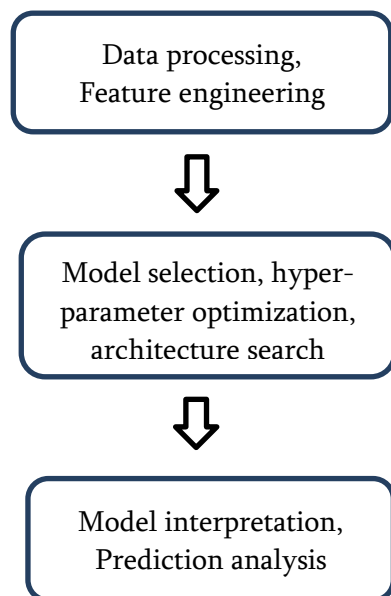 Data processing,
Feature engineering
Model selection, hyper-
parameter optimization,
architecture search
Model interpretation,
Prediction analysis